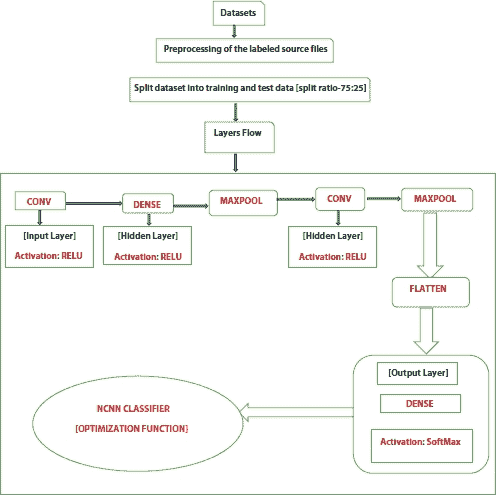 Datasets
Preprocessing of the labeled source files
Split dataset into training and test data [split ratio-75:25]
Layers Flow
CONV
DENSE
MAXPOOL
CONV
MAXPOOL
[Input Layer]
Activation: RELU
[Hidden Layer]
Activation: RELU
[Hidden Layer]
Activation: RELU
FLATTEN
[Output Layer]
DENSE
Activation: SoftMax
NCNN CLASSIFIER
[OPTIMIZATION FUNCTION}